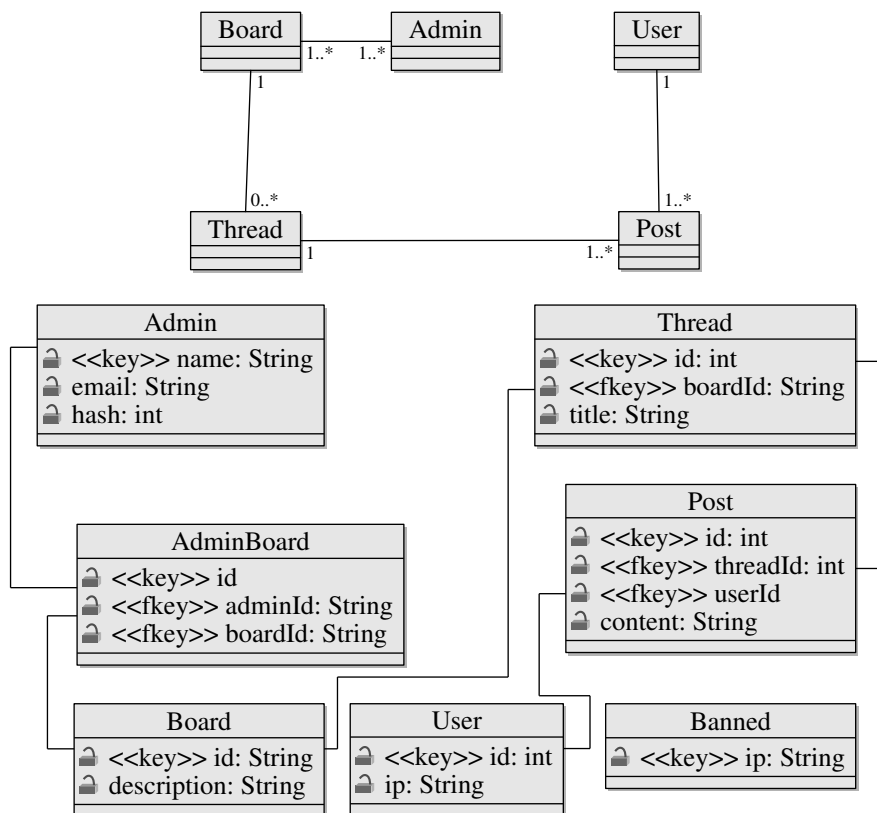 Board
Admin
User
1..*
1..*
1
1
0..*
1..*
Thread
Post
1
1..*
Admin
<<key>> name: String
email: String
hash: int
Thread
<<key>> id: int
<<fkey>> boardId: String
title: String
Post
<<key>> id: int
<<fkey>> threadId: int
<<fkey>> userId
content: String
AdminBoard
<<key>> id
<<fkey>> adminId: String
<<fkey>> boardId: String
Board
<<key>> id: String
description: String
User
<<key>> id: int
ip: String
Banned
<<key>> ip: String